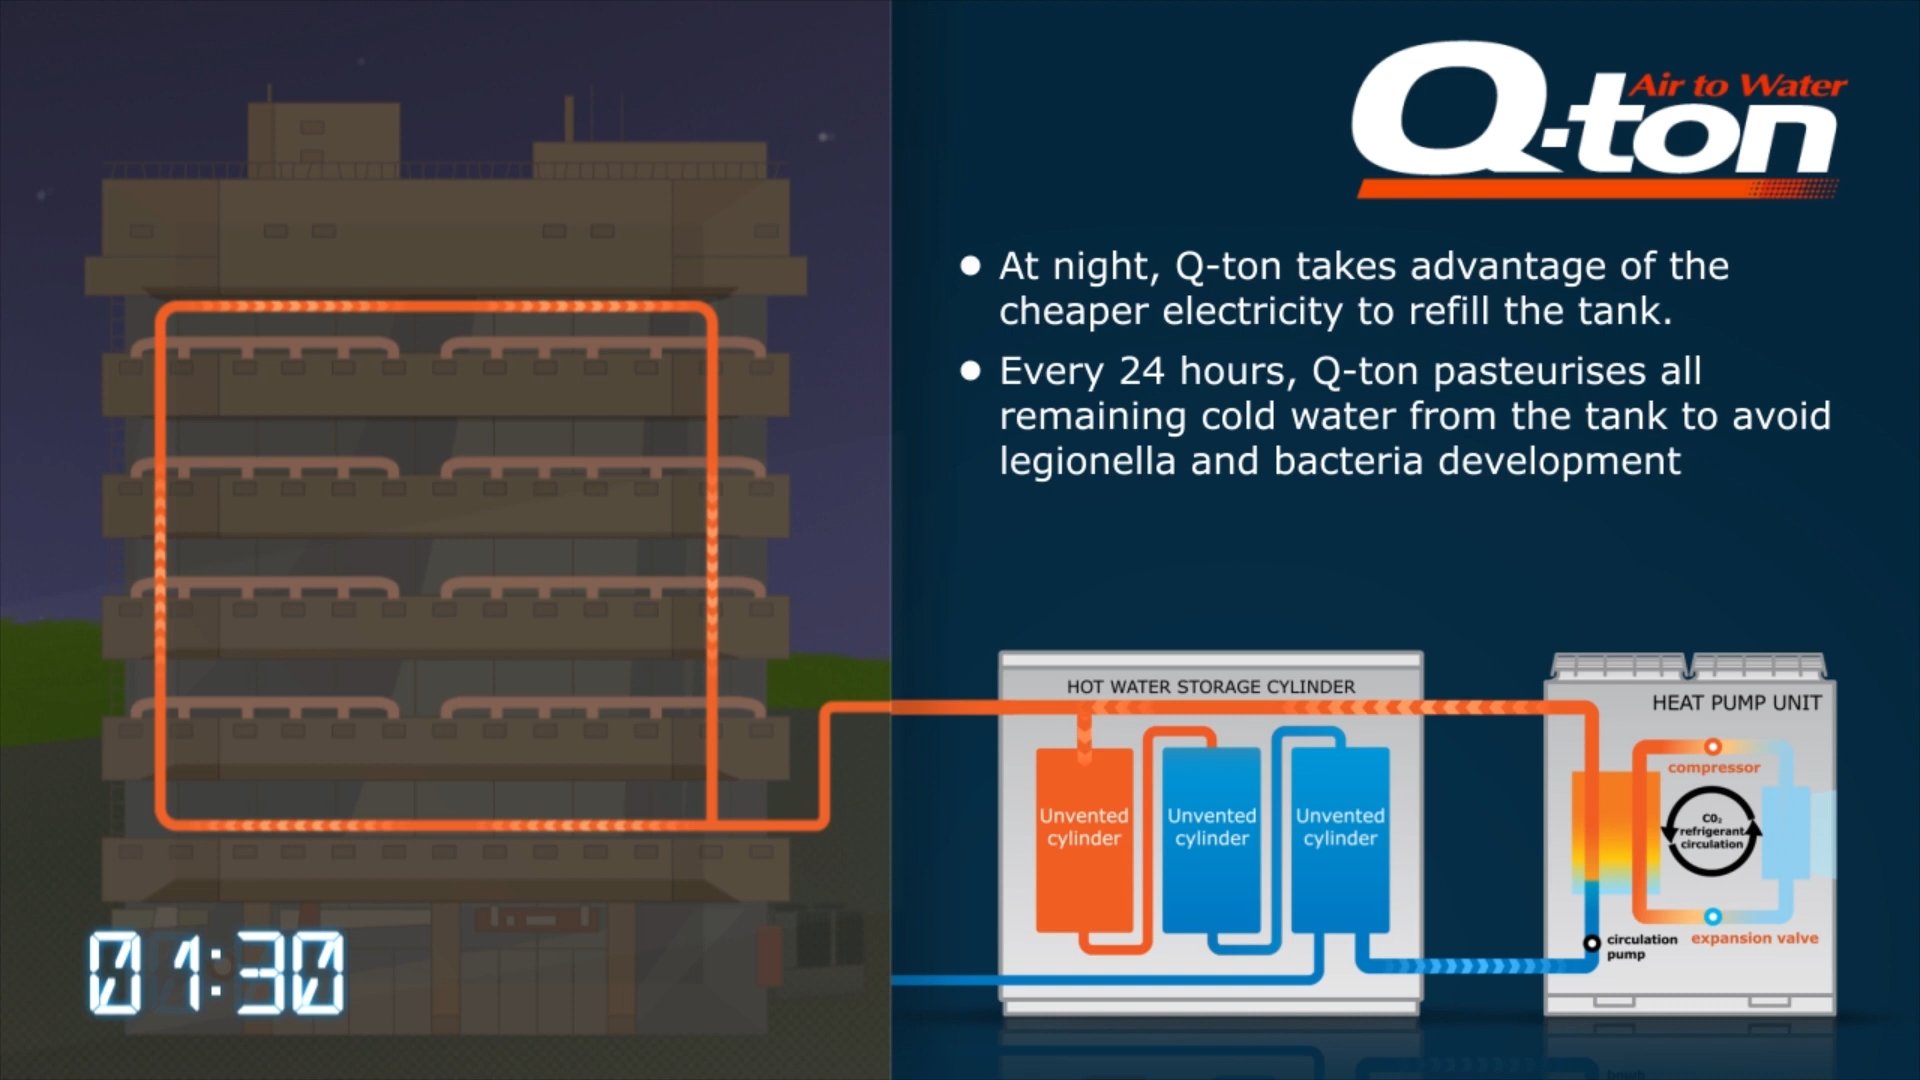 Q-ton
Air to Water
● At night, Q-ton takes advantage of the
cheaper electricity to refill the tank.
● Every 24 hours, Q-ton pasteurises all
remaining cold water from the tank to avoid
legionella and bacteria development
HOT WATER STORAGE CYLINDER
Unvented
cylinder
Unvented
cylinder
Unvented
cylinder
HEAT PUMP UNIT
compressor
CO₂
refrigerant
circulation
expansion valve
circulation
pump
01:30